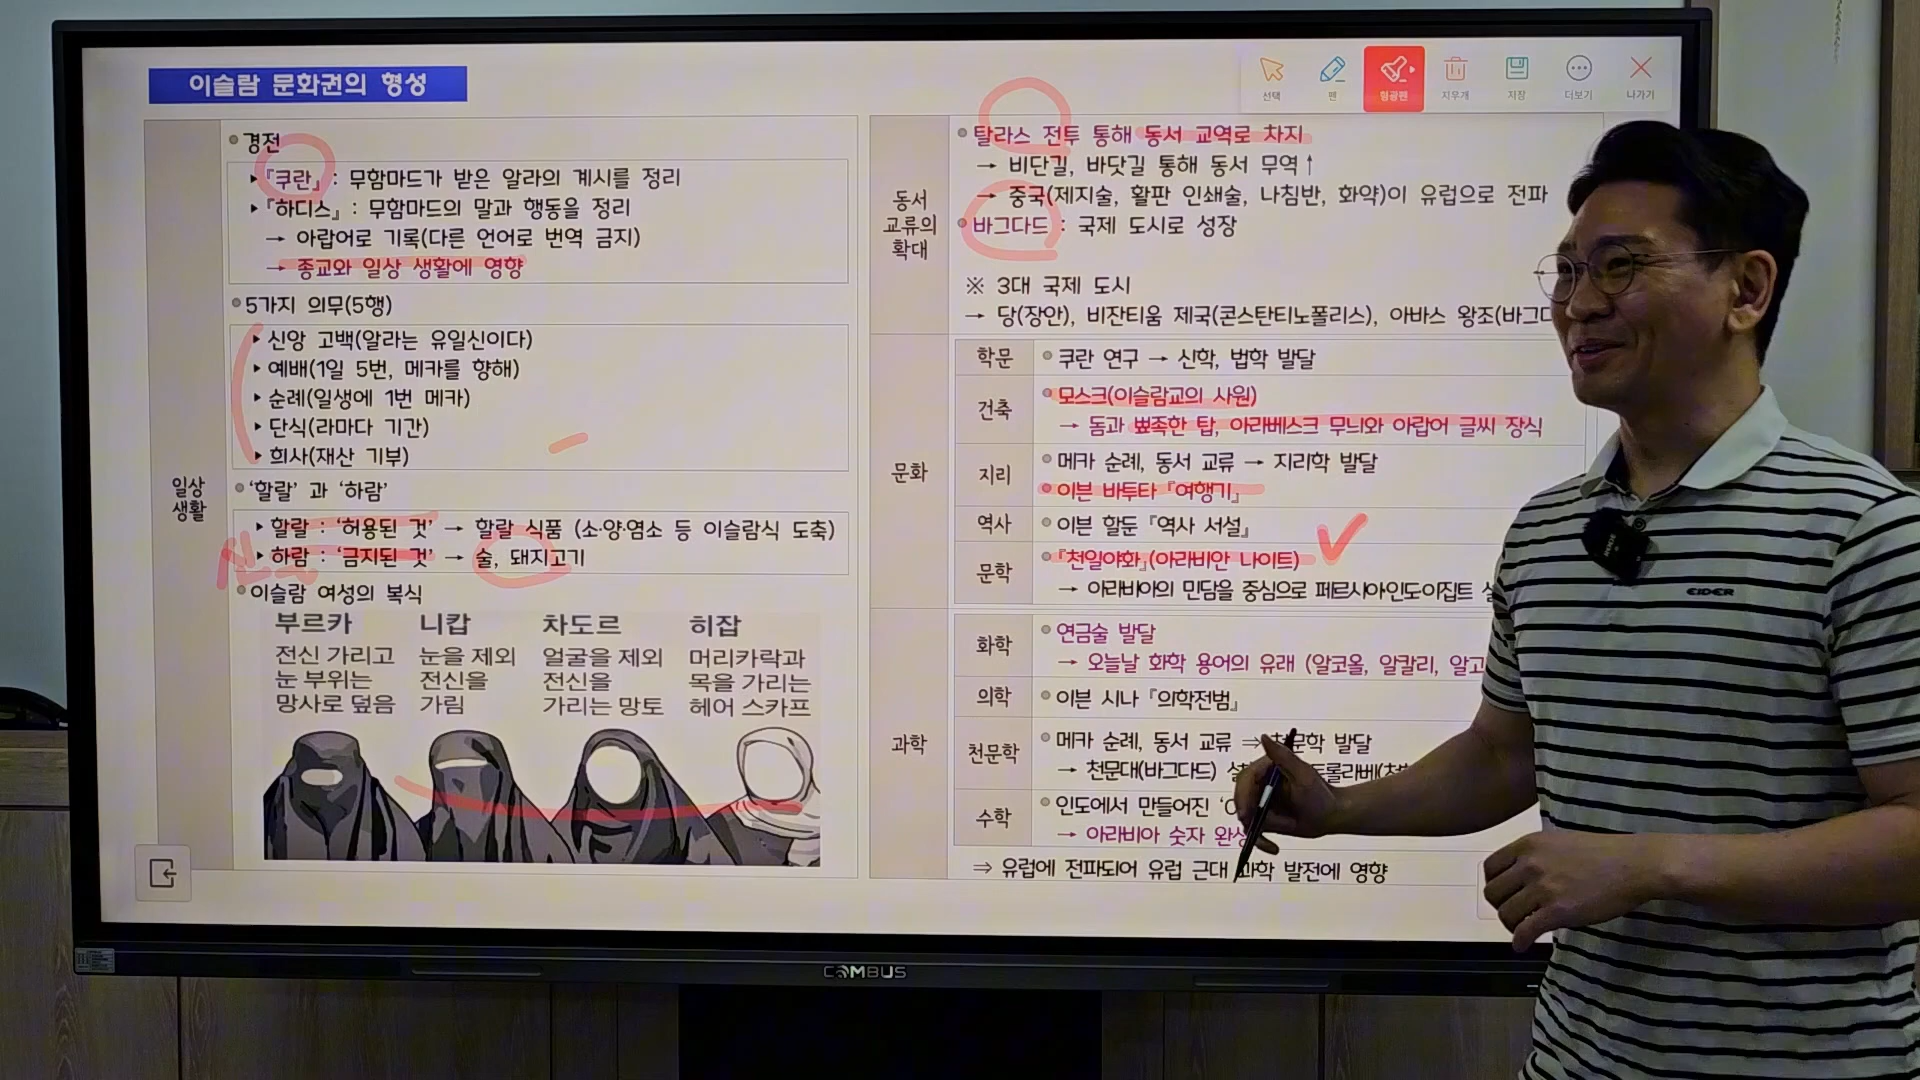 이슬람 문화권의 형성
선택
펜
형광펜
지우개
저장
더보기
나가기
일상
생활
경전
『쿠란』 : 무함마드가 받은 알라의 계시를 정리
『하디스』 : 무함마드의 말과 행동을 정리
→ 아랍어로 기록(다른 언어로 번역 금지)
→ 종교와 일상 생활에 영향
5가지 의무(5행)
신앙 고백(알라는 유일신이다)
예배(1일 5번, 메카를 향해)
순례(일생에 1번 메카)
단식(라마다 기간)
희사(재산 기부)
‘할랄’ 과 ‘하람’
할랄 : ‘허용된 것’ → 할랄 식품 (소·양·염소 등 이슬람식 도축)
하람 : ‘금지된 것’ → 술, 돼지고기
이슬람 여성의 복식
부르카
전신 가리고
눈 부위는
망사로 덮음
니캅
눈을 제외
전신을
가림
차도르
얼굴을 제외
전신을
가리는 망토
히잡
머리카락과
목을 가리는
헤어 스카프
동서
교류의
확대
탈라스 전투 통해 동서 교역로 차지
→ 비단길, 바닷길 통해 동서 무역↑
→ 중국(제지술, 활판 인쇄술, 나침반, 화약)이 유럽으로 전파
바그다드 : 국제 도시로 성장
※ 3대 국제 도시
→ 당(장안), 비잔티움 제국(콘스탄티노폴리스), 아바스 왕조(바그다
문화
학문
쿠란 연구 → 신학, 법학 발달
건축
모스크(이슬람교의 사원)
→ 돔과 뾰족한 탑, 아라베스크 무늬와 아랍어 글씨 장식
지리
메카 순례, 동서 교류 → 지리학 발달
이븐 바투타 『여행기』
역사
이븐 할둔 『역사 서설』
문학
『천일야화』(아라비안 나이트)
→ 아라비아의 민담을 중심으로 페르시아·인도·이집트
과학
화학
연금술 발달
→ 오늘날 화학 용어의 유래 (알코올, 알칼리, 알고
의학
이븐 시나 『의학전범』
천문학
메카 순례, 동서 교류 ⇒ 천문학 발달
→ 천문대(바그다드)
수학
인도에서 만들어진 ‘0
→ 아라비아 숫자 완성
⇒ 유럽에 전파되어 유럽 근대 과학 발전에 영향
EIDER
COMBUS